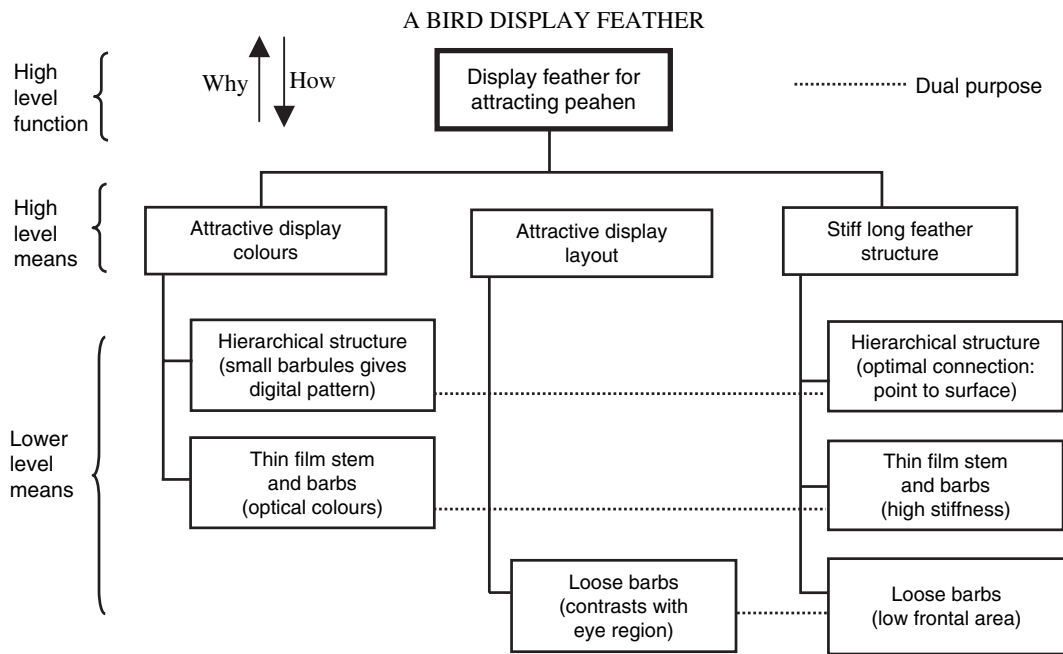 A BIRD DISPLAY FEATHER
High
level
function
Why
How
Display feather for
attracting peahen
Dual purpose
High
level
means
Attractive display
colours
Attractive display
layout
Stiff long feather
structure
Lower
level
means
Hierarchical structure
(small barbules gives
digital pattern)
Hierarchical structure
(optimal connection:
point to surface)
Thin film stem
and barbs
(optical colours)
Thin film stem
and barbs
(high stiffness)
Loose barbs
(contrasts with
eye region)
Loose barbs
(low frontal area)